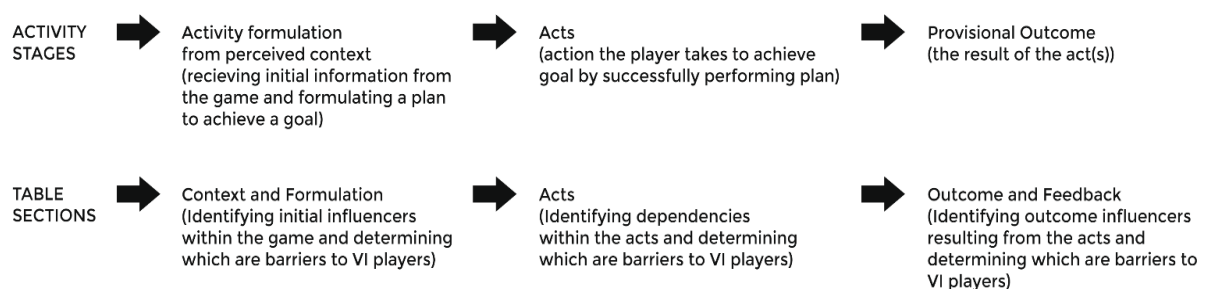 ACTIVITY
STAGES
Activity formulation
from perceived context
(recieving initial information from
the game and formulating a plan
to achieve a goal)
Acts
(action the player takes to achieve
goal by successfully performing plan)
Provisional Outcome
(the result of the act(s))
TABLE
SECTIONS
Context and Formulation
(Identifying initial influencers
within the game and determining
which are barriers to VI players)
Acts
(Identifying dependencies
within the acts and determining
which are barriers to VI players)
Outcome and Feedback
(Identifying outcome influencers
resulting from the acts and
determining which are barriers to
VI players)